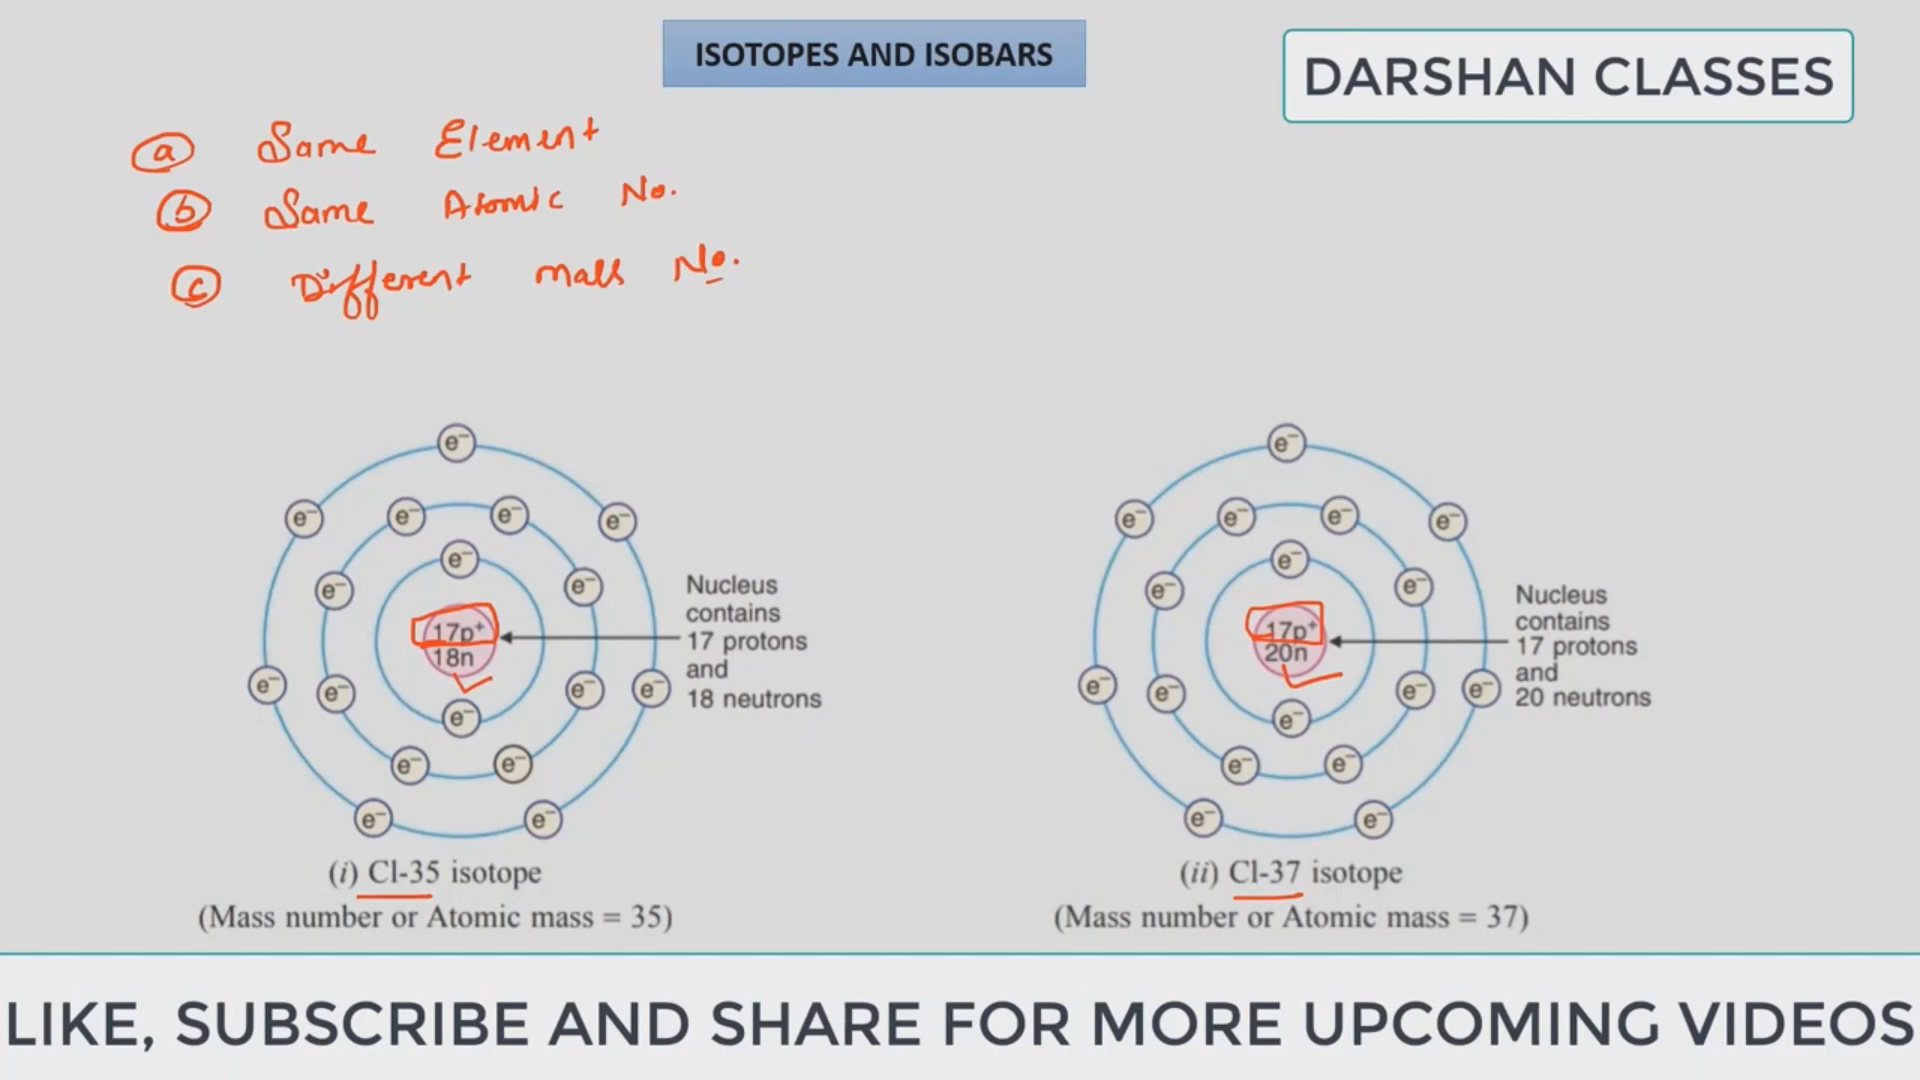 ISOTOPES AND ISOBARS
DARSHAN CLASSES
a Same Element
b Same Atomic No.
c Different mass No.
e⁻
e⁻ e⁻ e⁻ e⁻
e⁻
e⁻ e⁻
17p⁺
18n
e⁻ e⁻ e⁻ e⁻
e⁻
e⁻ e⁻
e⁻ e⁻
Nucleus
contains
17 protons
and
18 neutrons
(i) Cl-35 isotope
(Mass number or Atomic mass = 35)
e⁻
e⁻ e⁻ e⁻ e⁻
e⁻
e⁻ e⁻
17p⁺
20n
e⁻ e⁻ e⁻ e⁻
e⁻
e⁻ e⁻
e⁻ e⁻
Nucleus
contains
17 protons
and
20 neutrons
(ii) Cl-37 isotope
(Mass number or Atomic mass = 37)
LIKE, SUBSCRIBE AND SHARE FOR MORE UPCOMING VIDEOS